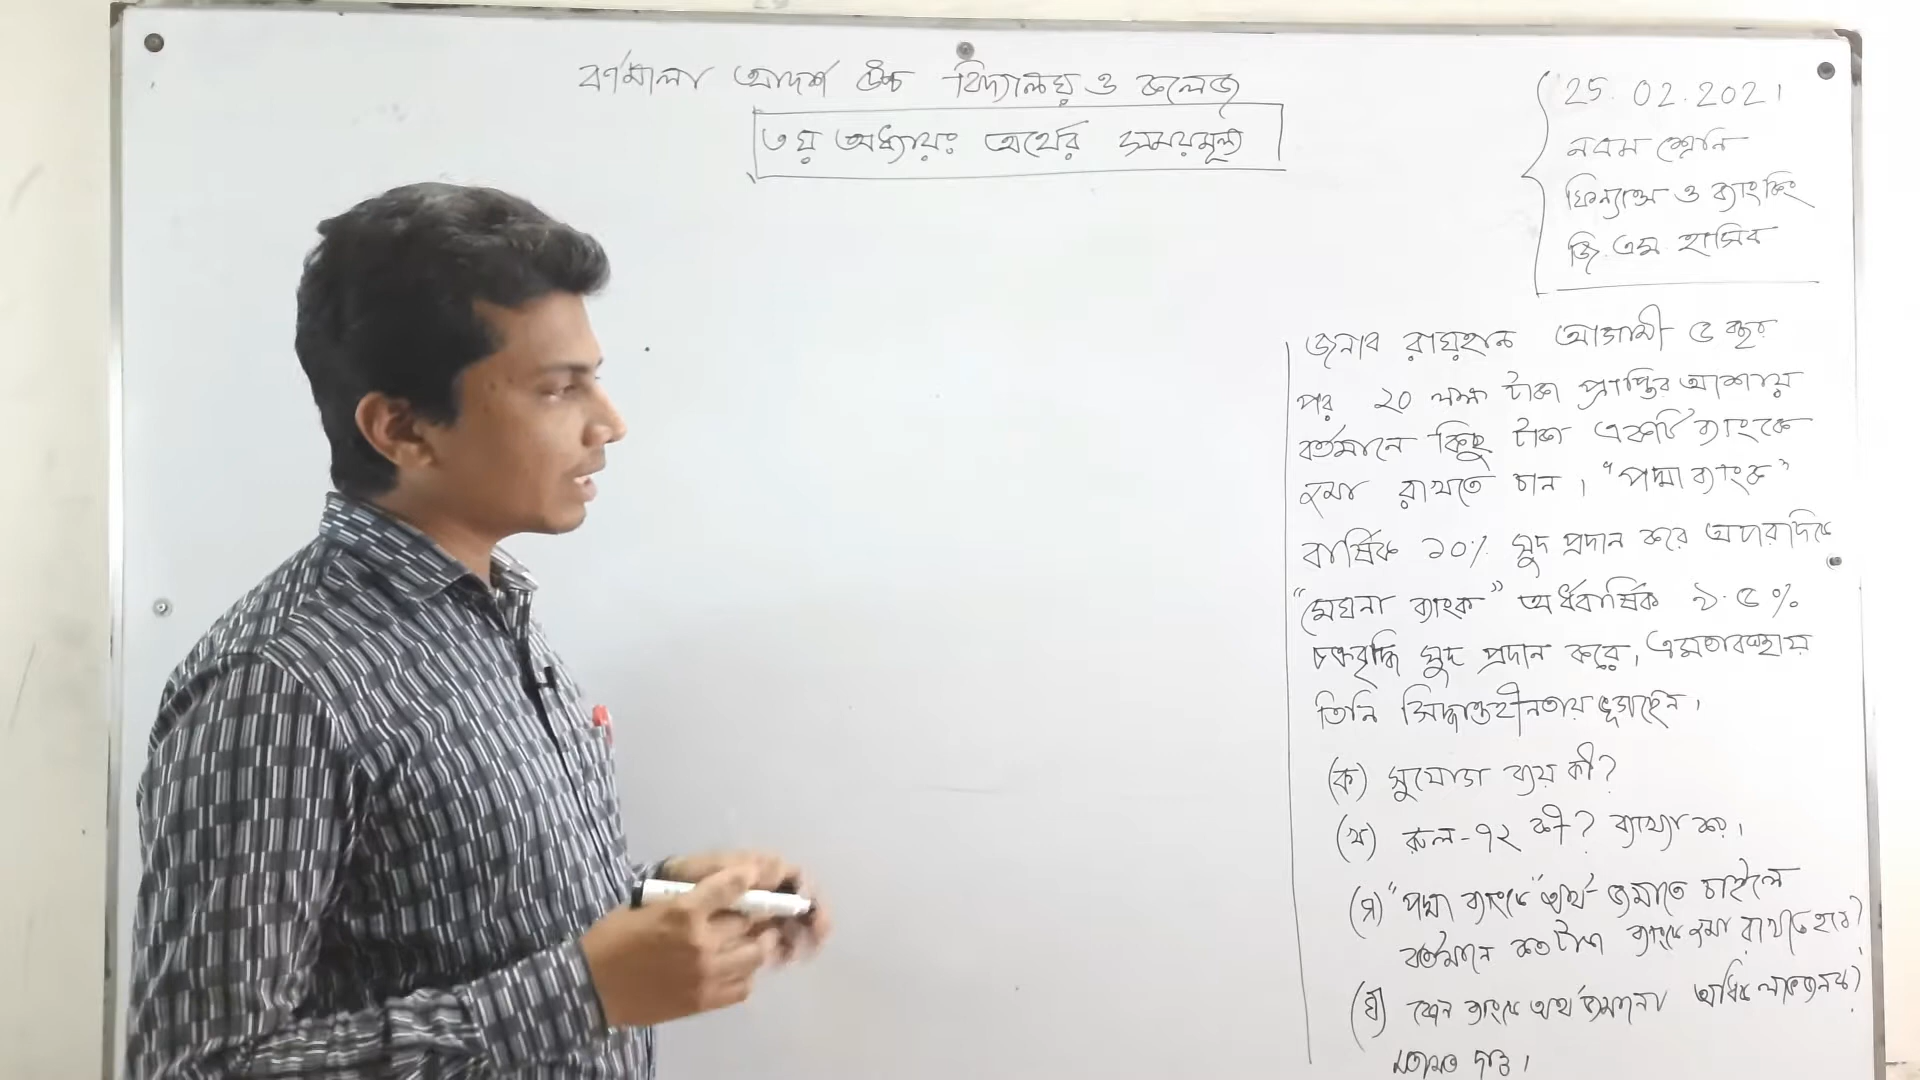 বর্ণমালা আদর্শ উচ্চ বিদ্যালয় ও কলেজ
৩য় অধ্যায়ঃ অর্থের সময়মূল্য
25.02.2021
নবম শ্রেণি
ফিন্যান্স ও ব্যাংকিং
জি.এম. হাসিব
জনাব রায়হান আগামী ৫ বছর
পর ২০ লক্ষ টাকা প্রাপ্তির আশায়
বর্তমানে কিছু টাকা একটি ব্যাংকে
জমা রাখতে চান। "পদ্মা ব্যাংক"
বার্ষিক ১০% সুদ প্রদান করে অপরদিকে
"মেঘনা ব্যাংক" অর্ধবার্ষিক ৯.৫%
চক্রবৃদ্ধি সুদ প্রদান করে, এমতাবস্থায়
তিনি সিদ্ধান্তহীনতায় ভুগছেন।
(ক) সুযোগ ব্যয় কী?
(খ) রুল-৭২ কী? ব্যাখ্যা কর।
(গ) "পদ্মা ব্যাংকে" অর্থ জমাতে চাইলে
বর্তমানে কত টাকা ব্যাংকে জমা রাখতে হবে?
(ঘ) কোন ব্যাংকে অর্থ জমানো অধিক লাভজনক?
মতামত দাও।